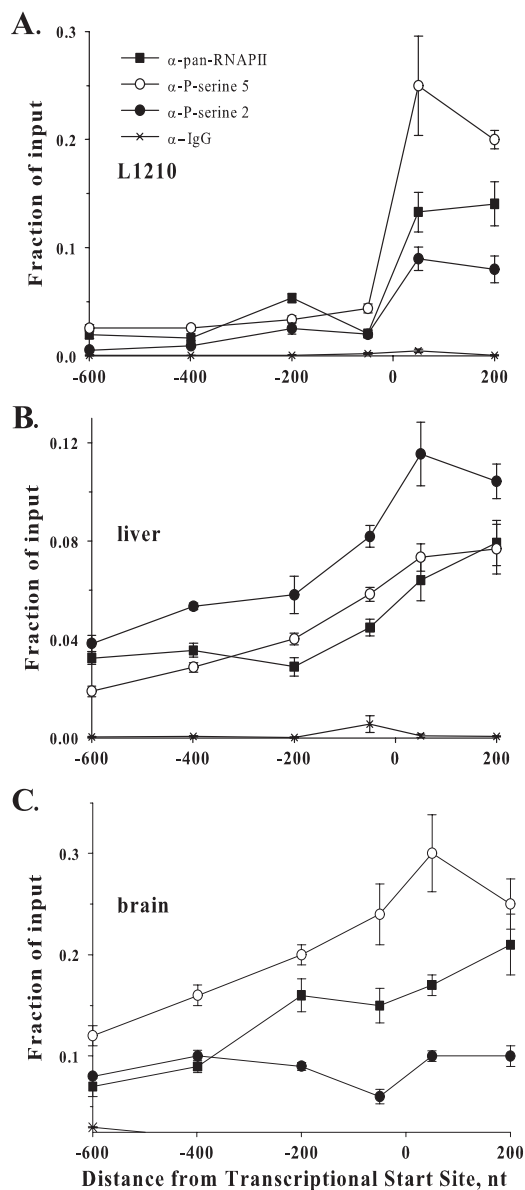 A.
0.3
0.2
0.1
0.0
Fraction of input
α-pan-RNAPII
α-P-serine 5
α-P-serine 2
α-IgG
L1210
-600 -400 -200 0 200
B.
0.12
0.08
0.04
0.00
Fraction of input
liver
-600 -400 -200 0 200
C.
0.3
0.2
0.1
Fraction of input
brain
-600 -400 -200 0 200
Distance from Transcriptional Start Site, nt